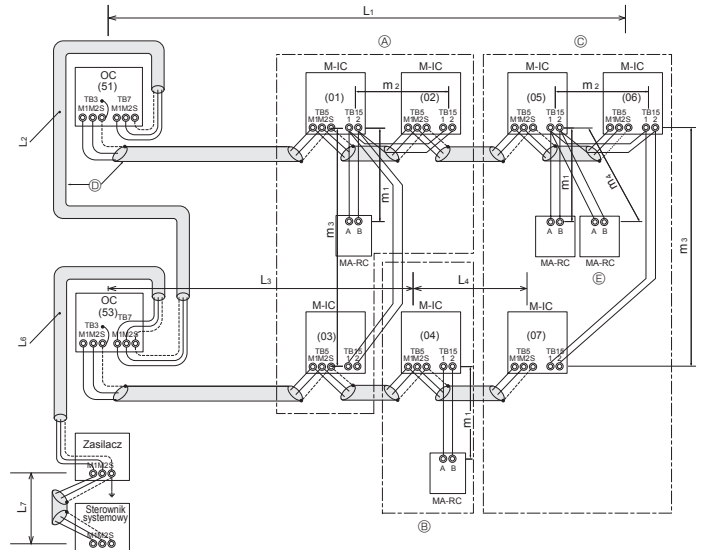 L1
Ⓐ
Ⓒ
M-IC
M-IC
M-IC
M-IC
OC
(51)
TB3
TB7
M1M2S
M1M2S
(01)
TB5
M1M2S
TB15
1 2
m2
(02)
TB5
M1M2S
TB15
1 2
(05)
TB5
M1M2S
TB15
1 2
m2
(06)
TB5
M1M2S
TB15
1 2
L2
Ⓓ
m3
m1
m1
m4
m3
A B
MA-RC
A B
MA-RC
A B
MA-RC
Ⓔ
L3
L4
L6
OC
(53)
TB3
TB7
M1M2S
M1M2S
M-IC
(03)
TB5
M1M2S
TB15
1 2
M-IC
(04)
TB5
M1M2S
TB15
1 2
M-IC
(07)
TB5
M1M2S
TB15
1 2
m1
A B
MA-RC
Ⓑ
Zasilacz
M1M2S
L7
Sterownik
systemowy
M1M2S